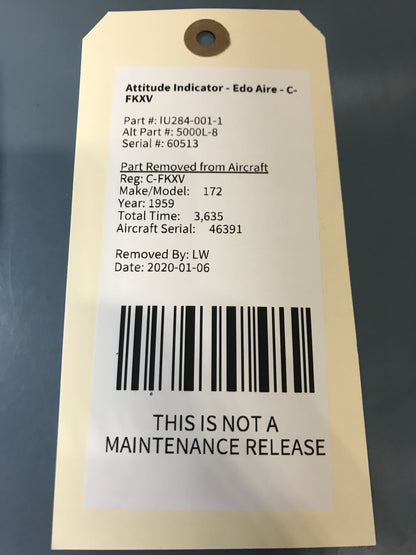 Attitude Indicator - Edo Aire - C-
FKXV
Part #: IU284-001-1
Alt Part #: 5000L-8
Serial #: 60513
Part Removed from Aircraft
Reg: C-FKXV
Make/Model: 172
Year: 1959
Total Time: 3,635
Aircraft Serial: 46391
Removed By: LW
Date: 2020-01-06
THIS IS NOT A
MAINTENANCE RELEASE